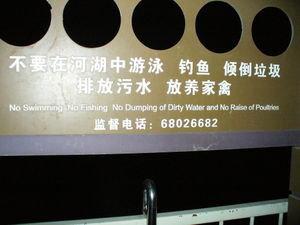 不要在河湖中游泳 钓鱼 倾倒垃圾
排放污水 放养家禽
No Swimming No Fishing No Dumping of Dirty Water and No Raise of Poultries
监督电话：68026682